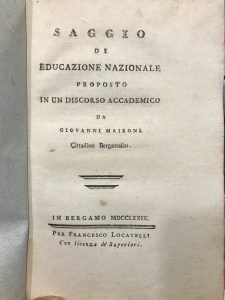 SAGGIO
DI
EDUCAZIONE NAZIONALE
PROPOSTO
IN UN DISCORSO ACCADEMICO
DA
GIOVANNI MAIRONI
Cittadino Bergamasco.
IN BERGAMO MDCCLXXIX.
PER FRANCESCO LOCATELLI
Con licenza de' Superiori.